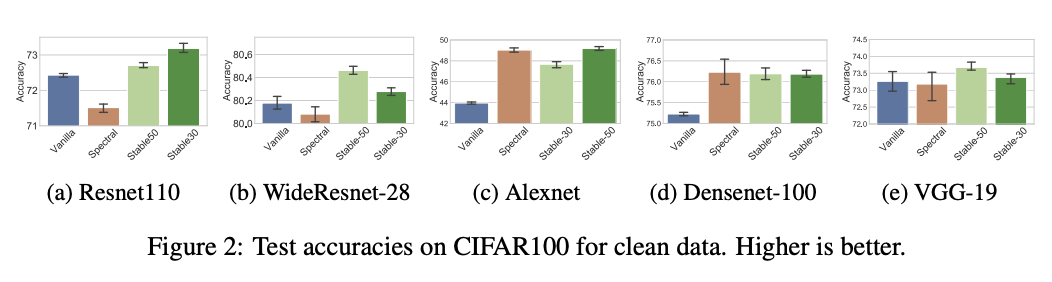 Accuracy
73
72
71
Vanilla
Spectral
Stable50
Stable30
Accuracy
80.6
80.4
80.2
80.0
Vanilla
Spectral
Stable-50
Stable-30
Accuracy
50
48
46
44
42
Vanilla
Spectral
Stable-30
Stable-50
Accuracy
77.0
76.5
76.0
75.5
75.0
Vanilla
Spectral
Stable-50
Stable-30
Accuracy
74.5
74.0
73.5
73.0
72.5
72.0
Vanilla
Spectral
Stable-50
Stable-30
(a) Resnet110
(b) WideResnet-28
(c) Alexnet
(d) Densenet-100
(e) VGG-19
Figure 2: Test accuracies on CIFAR100 for clean data. Higher is better.